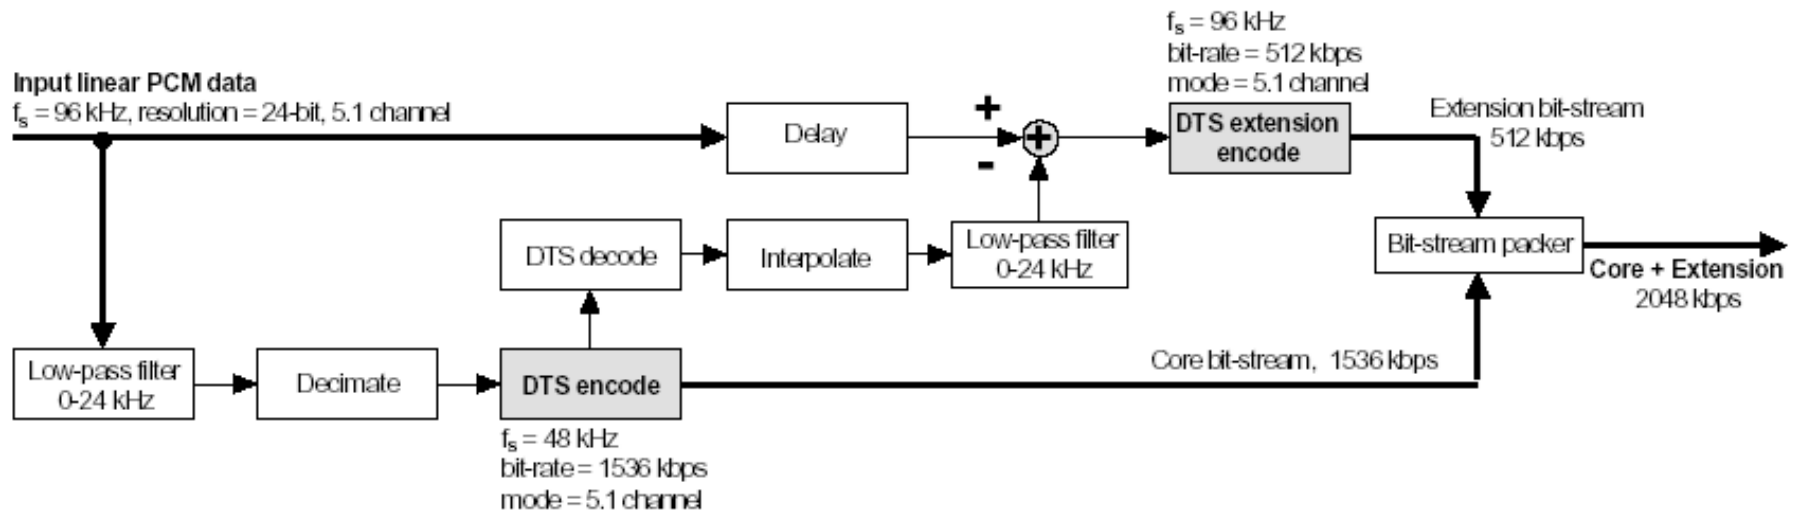 Input linear PCM data
fs = 96 kHz, resolution = 24-bit, 5.1 channel
Delay
+
-
+
fs = 96 kHz
bit-rate = 512 kbps
mode = 5.1 channel
DTS extension
encode
Extension bit-stream
512 kbps
DTS decode
Interpolate
Low-pass filter
0-24 kHz
Bit-stream packer
Core + Extension
2048 kbps
Low-pass filter
0-24 kHz
Decimate
DTS encode
Core bit-stream, 1536 kbps
fs = 48 kHz
bit-rate = 1536 kbps
mode = 5.1 channel